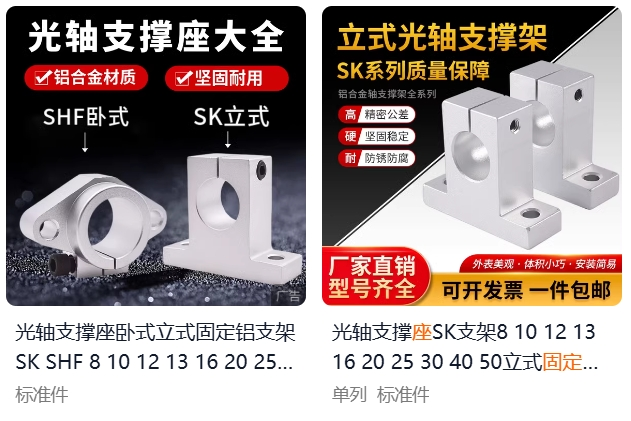 光轴支撑座大全
铝合金材质
坚固耐用
SHF卧式
SK立式
广告
光轴支撑座卧式立式固定铝支架
SK SHF 8 10 12 13 16 20 25...
标准件
立式光轴支撑架
SK系列质量保障
铝合金轴支撑架全系列
高 精密公差
硬 坚固稳定
耐 防锈防腐
厂家直销
型号齐全
外表美观·体积小巧·安装简易
可开发票 一件包邮
光轴支撑座SK支架8 10 12 13
16 20 25 30 40 50立式固定...
单列 标准件